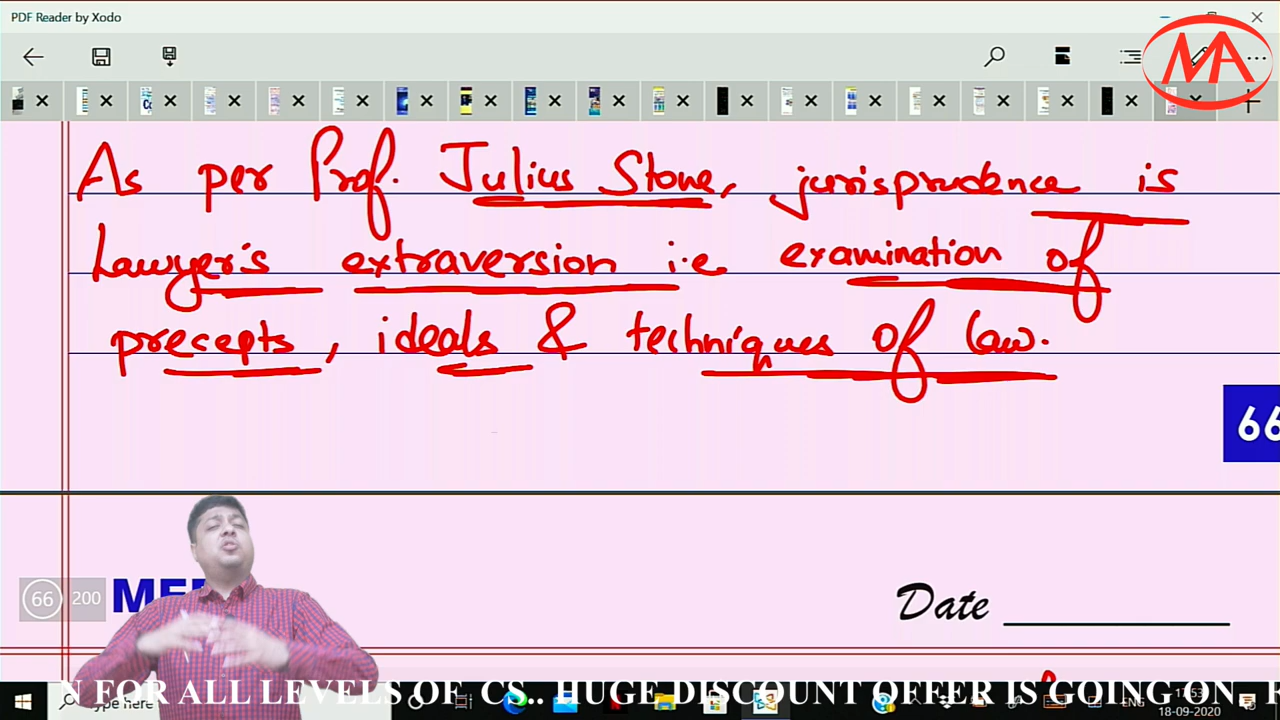 PDF Reader by Xodo
MA
As per Prof. Julius Stone, jurisprudence is
Lawyer's extraversion i.e examination of
precepts, ideals & techniques of law.
66
66 200
Date
N FOR ALL LEVELS OF CS.. HUGE DISCOUNT OFFER IS GOING ON
ENG
18-09-2020